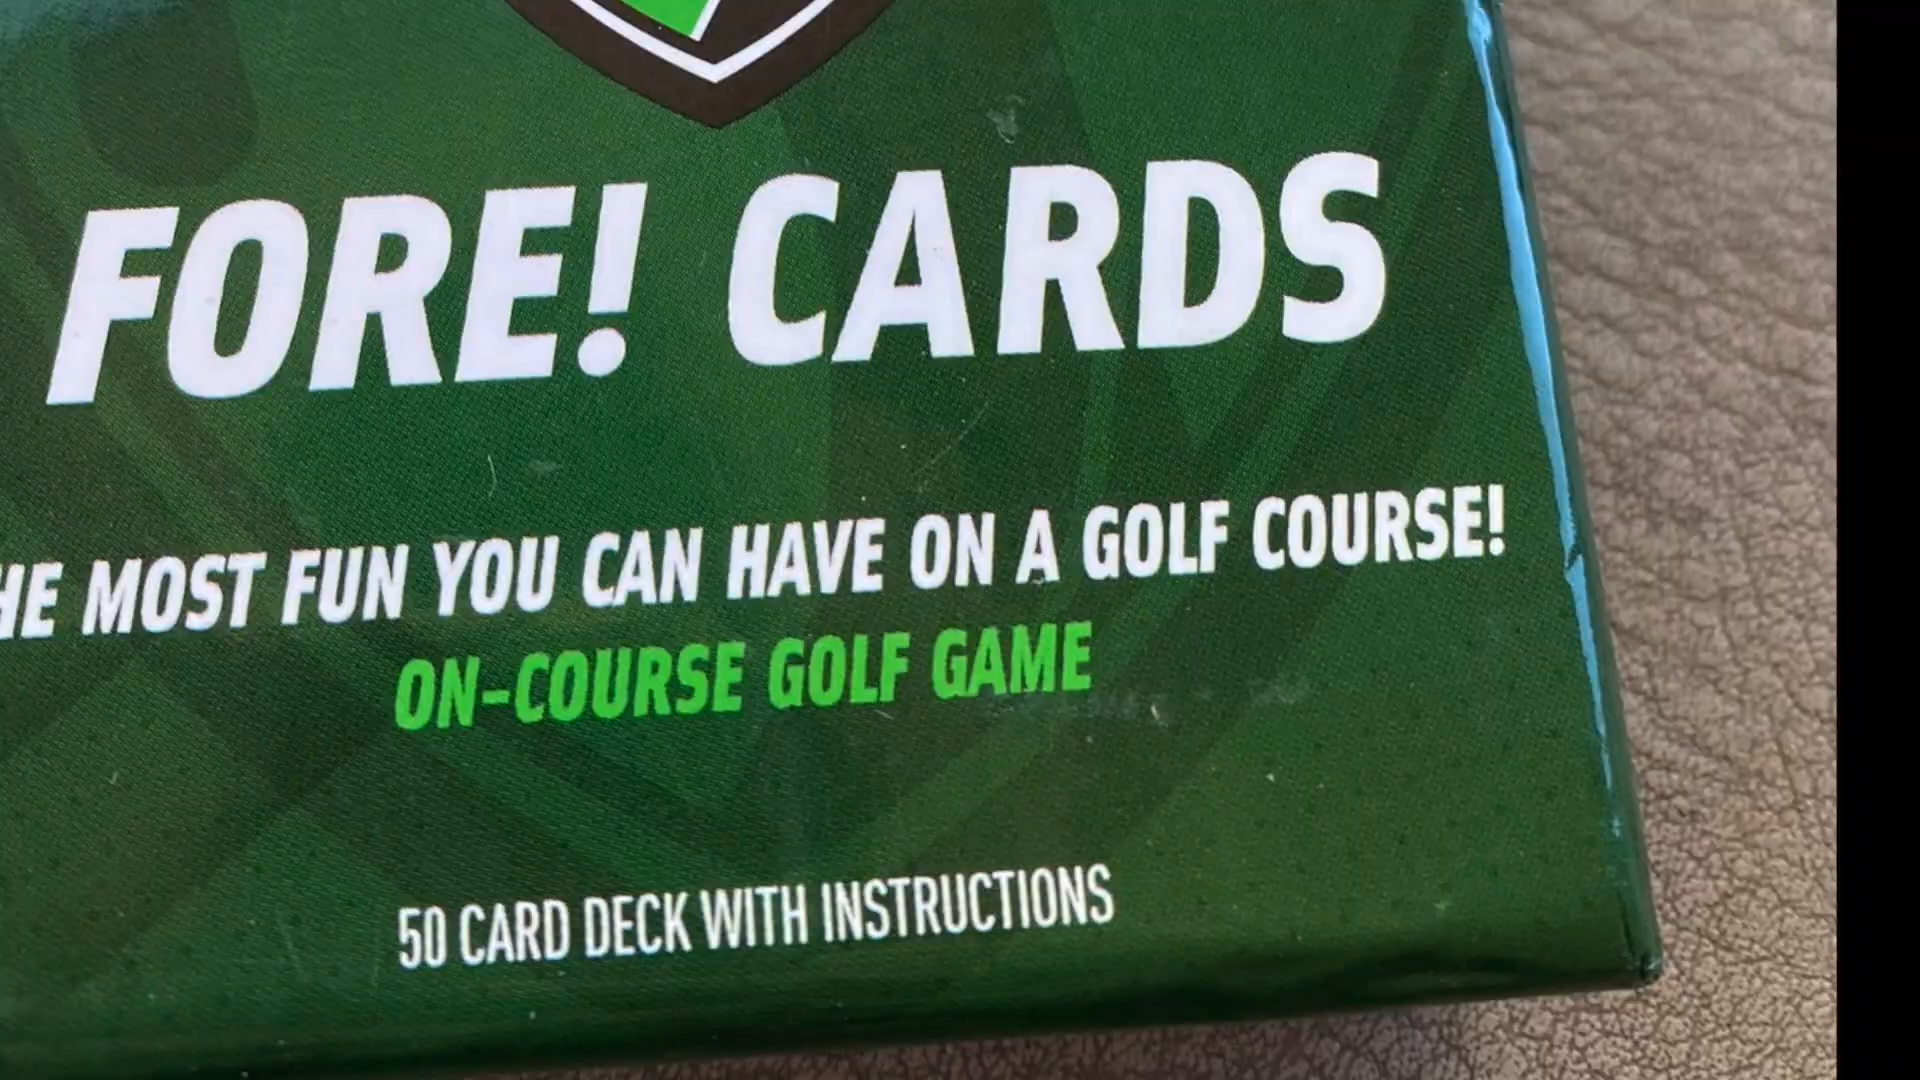 FORE! CARDS
HE MOST FUN YOU CAN HAVE ON A GOLF COURSE!
ON-COURSE GOLF GAME
50 CARD DECK WITH INSTRUCTIONS